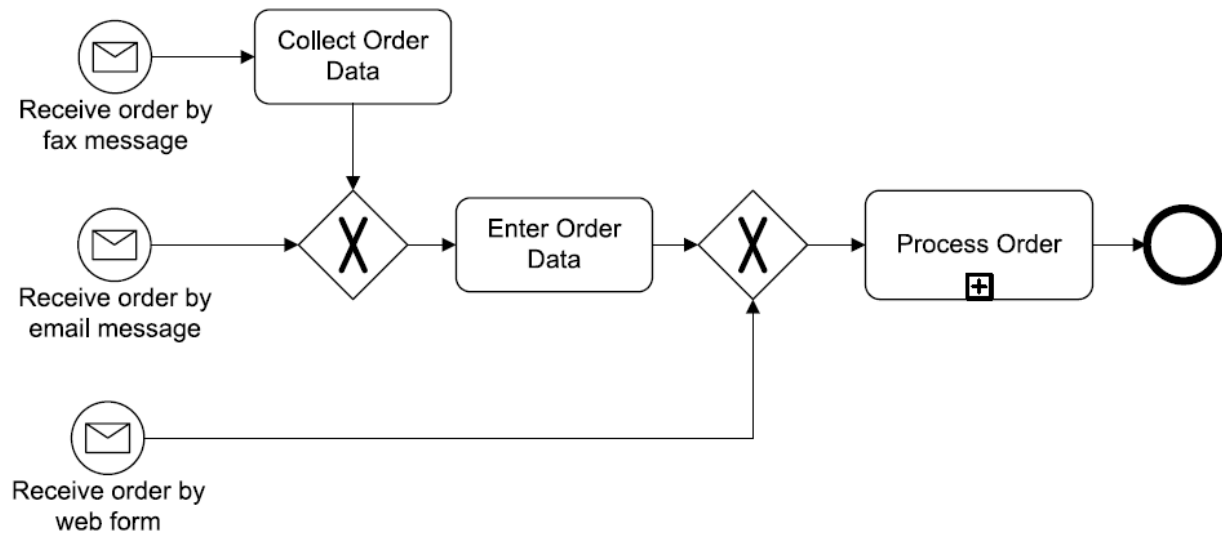 Collect Order
Data
Receive order by
fax message
Enter Order
Data
Process Order
Receive order by
email message
Receive order by
web form